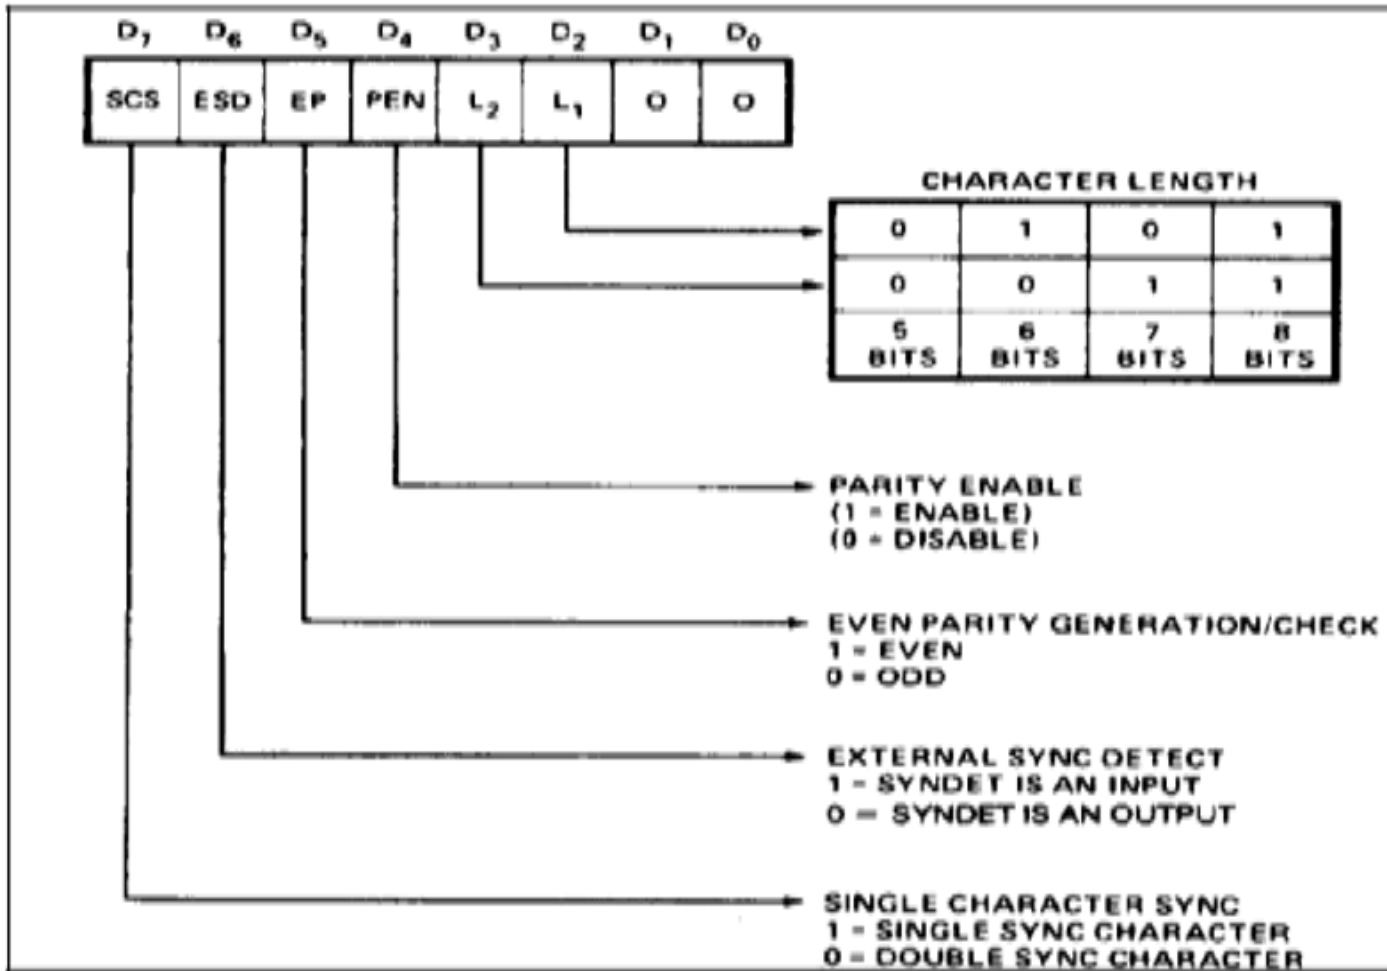 D7 D6 D5 D4 D3 D2 D1 D0
SCS ESD EP PEN L2 L1 0 0
CHARACTER LENGTH
0 1 0 1
0 0 1 1
5 6 7 8
BITS BITS BITS BITS
PARITY ENABLE
(1 = ENABLE)
(0 = DISABLE)
EVEN PARITY GENERATION/CHECK
1 = EVEN
0 = ODD
EXTERNAL SYNC DETECT
1 = SYNDET IS AN INPUT
0 = SYNDET IS AN OUTPUT
SINGLE CHARACTER SYNC
1 = SINGLE SYNC CHARACTER
0 = DOUBLE SYNC CHARACTER